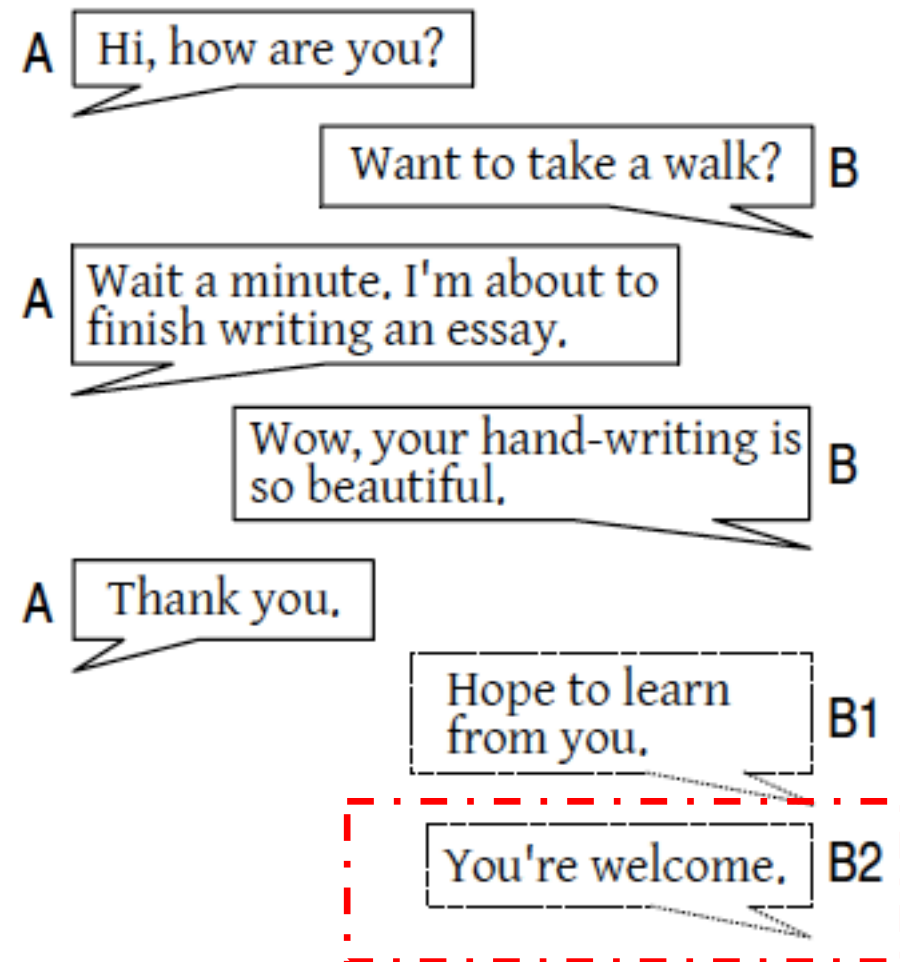 A Hi, how are you?
Want to take a walk? B
A Wait a minute. I'm about to
finish writing an essay.
Wow, your hand-writing is
so beautiful. B
A Thank you.
Hope to learn
from you. B1
You're welcome. B2